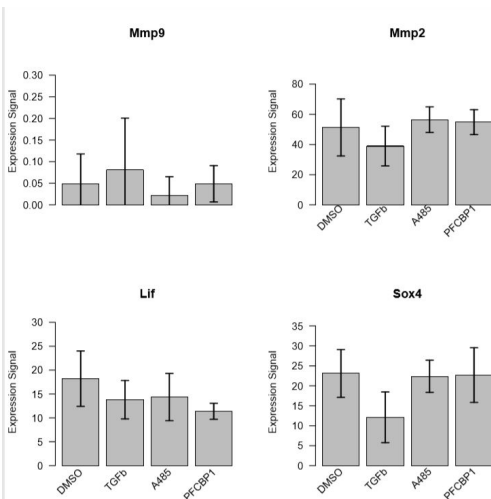 Mmp9
Expression Signal
0.30
0.25
0.20
0.15
0.10
0.05
0.00
Mmp2
Expression Signal
80
60
40
20
0
DMSO
TGFb
A485
PFCBP1
Lif
Expression Signal
30
25
20
15
10
5
0
DMSO
TGFb
A485
PFCBP1
Sox4
Expression Signal
35
30
25
20
15
10
5
0
DMSO
TGFb
A485
PFCBP1